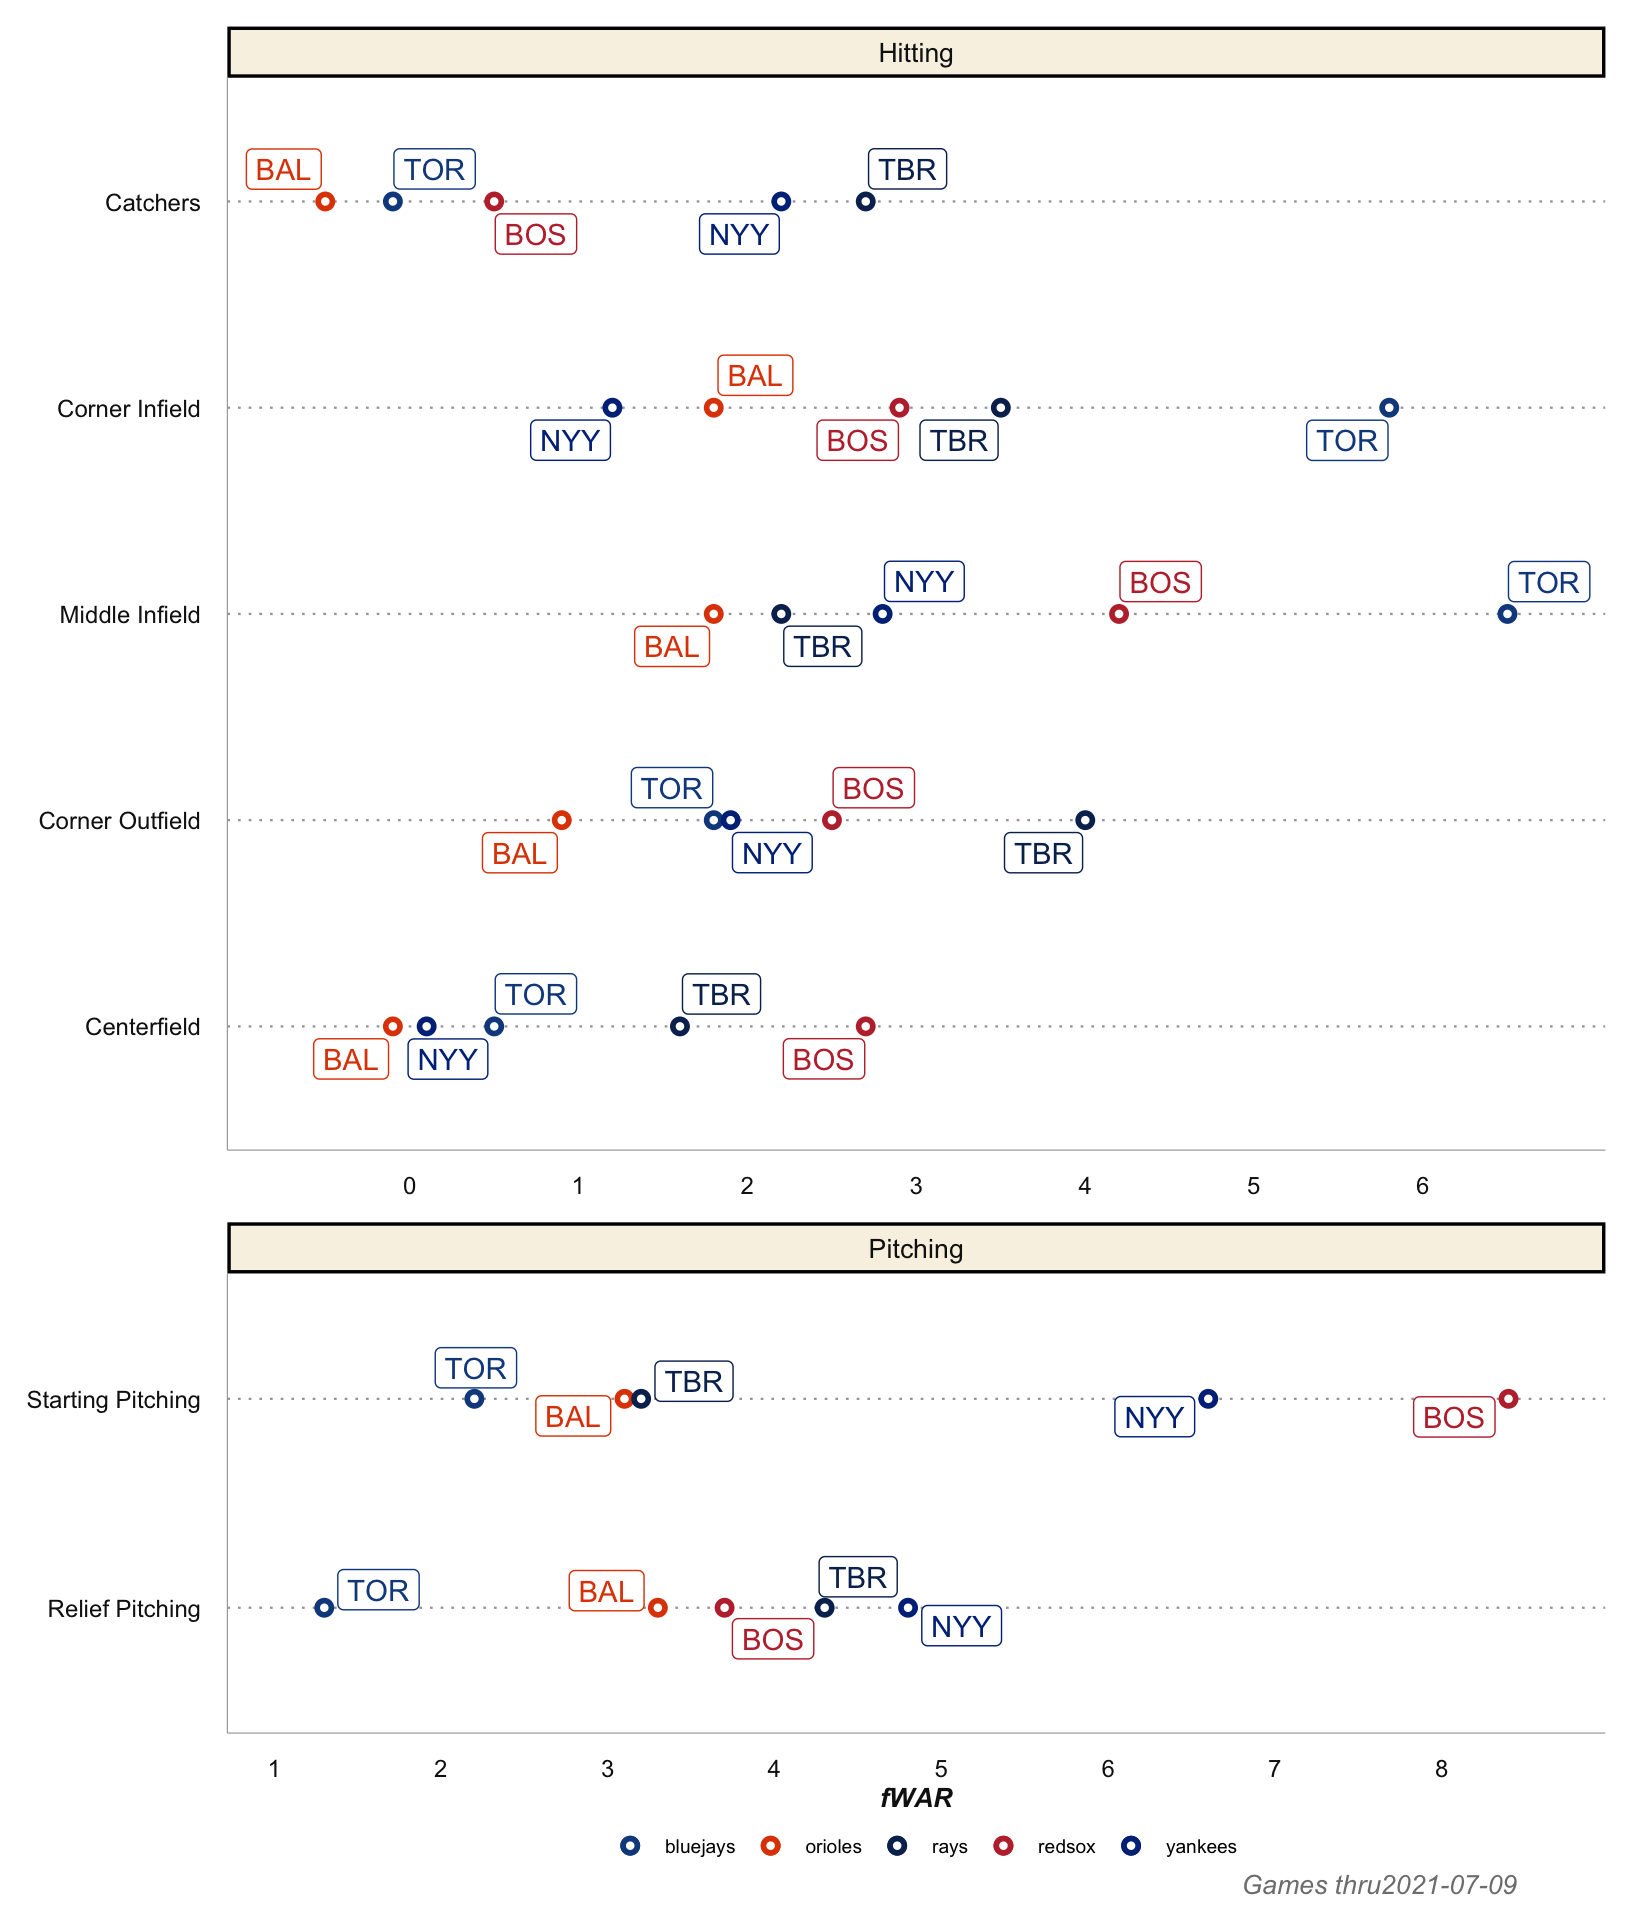 Hitting
BAL TOR TBR
Catchers
BOS NYY
BAL
Corner Infield
NYY BOS TBR TOR
NYY BOS TOR
Middle Infield
BAL TBR
TOR BOS
Corner Outfield
BAL NYY TBR
TOR TBR
Centerfield
BAL NYY BOS
0 1 2 3 4 5 6
Pitching
TOR TBR
Starting Pitching
BAL NYY BOS
TOR BAL TBR
Relief Pitching
BOS NYY
1 2 3 4 5 6 7 8
fWAR
bluejays orioles rays redsox yankees
Games thru2021-07-09